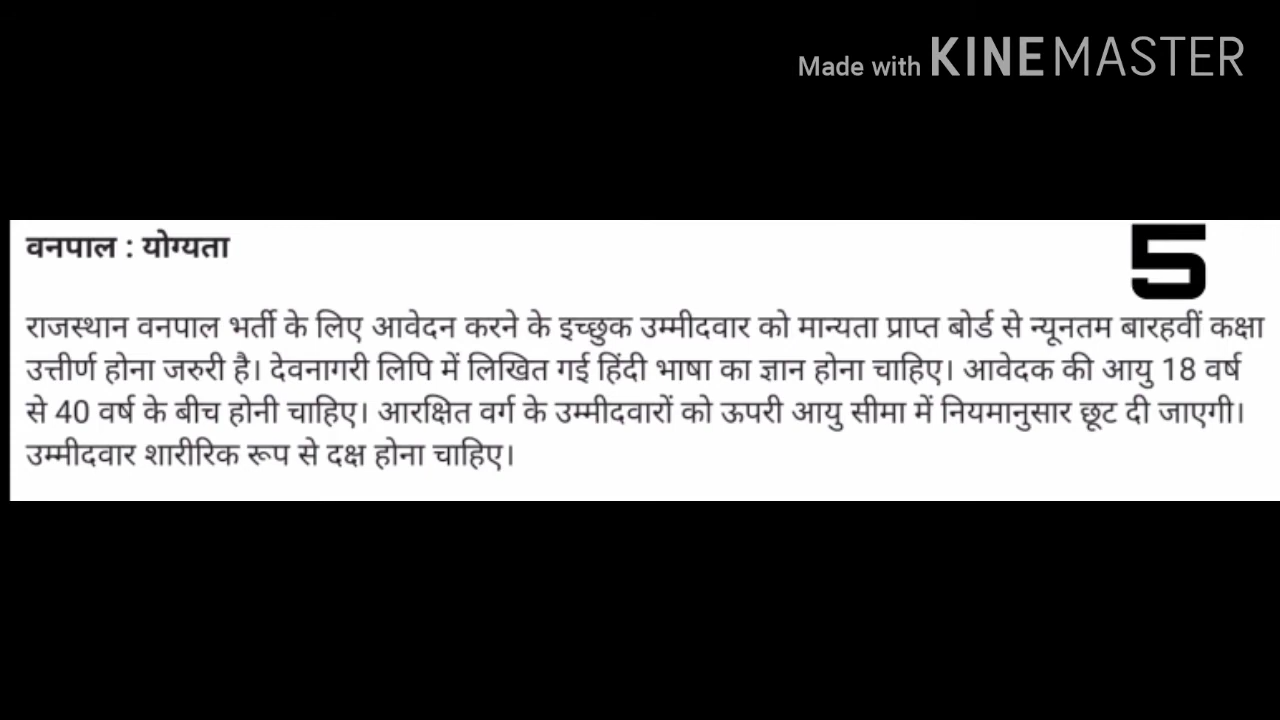 Made with KINEMASTER
वनपाल : योग्यता
5
राजस्थान वनपाल भर्ती के लिए आवेदन करने के इच्छुक उम्मीदवार को मान्यता प्राप्त बोर्ड से न्यूनतम बारहवीं कक्षा
उत्तीर्ण होना जरुरी है। देवनागरी लिपि में लिखित गई हिंदी भाषा का ज्ञान होना चाहिए। आवेदक की आयु 18 वर्ष
से 40 वर्ष के बीच होनी चाहिए। आरक्षित वर्ग के उम्मीदवारों को ऊपरी आयु सीमा में नियमानुसार छूट दी जाएगी।
उम्मीदवार शारीरिक रूप से दक्ष होना चाहिए।